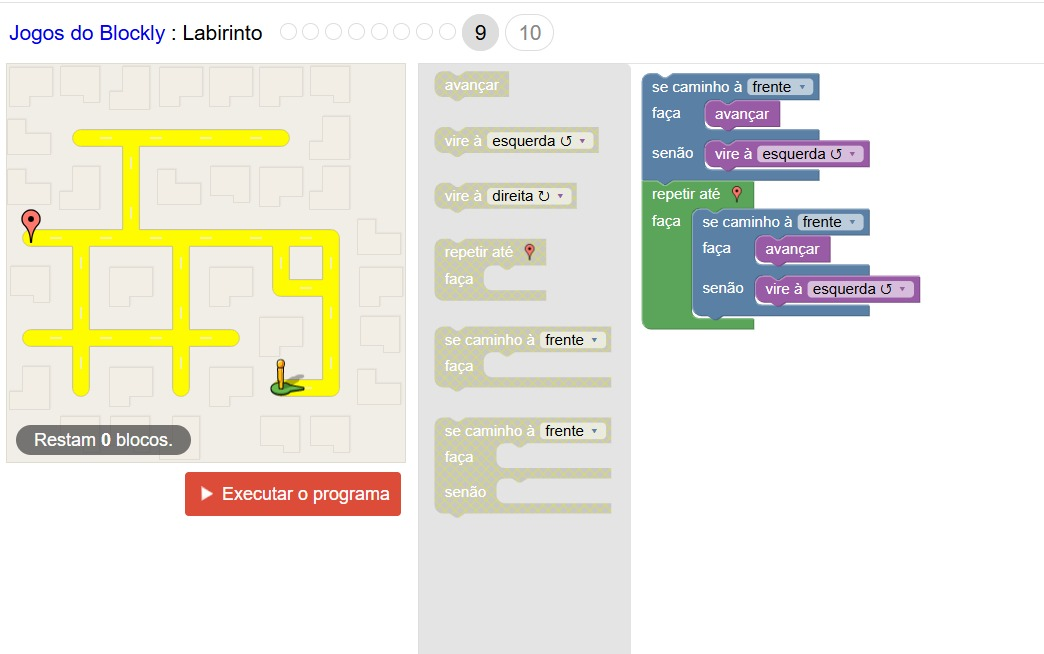 Jogos do Blockly : Labirinto 9 10
Restam 0 blocos.
Executar o programa
avançar
vire à esquerda ↺ ▼
vire à direita ↻ ▼
repetir até
faça
se caminho à frente ▼
faça
se caminho à frente ▼
faça
senão
se caminho à frente ▼
faça avançar
senão vire à esquerda ↺ ▼
repetir até
faça se caminho à frente ▼
faça avançar
senão vire à esquerda ↺ ▼